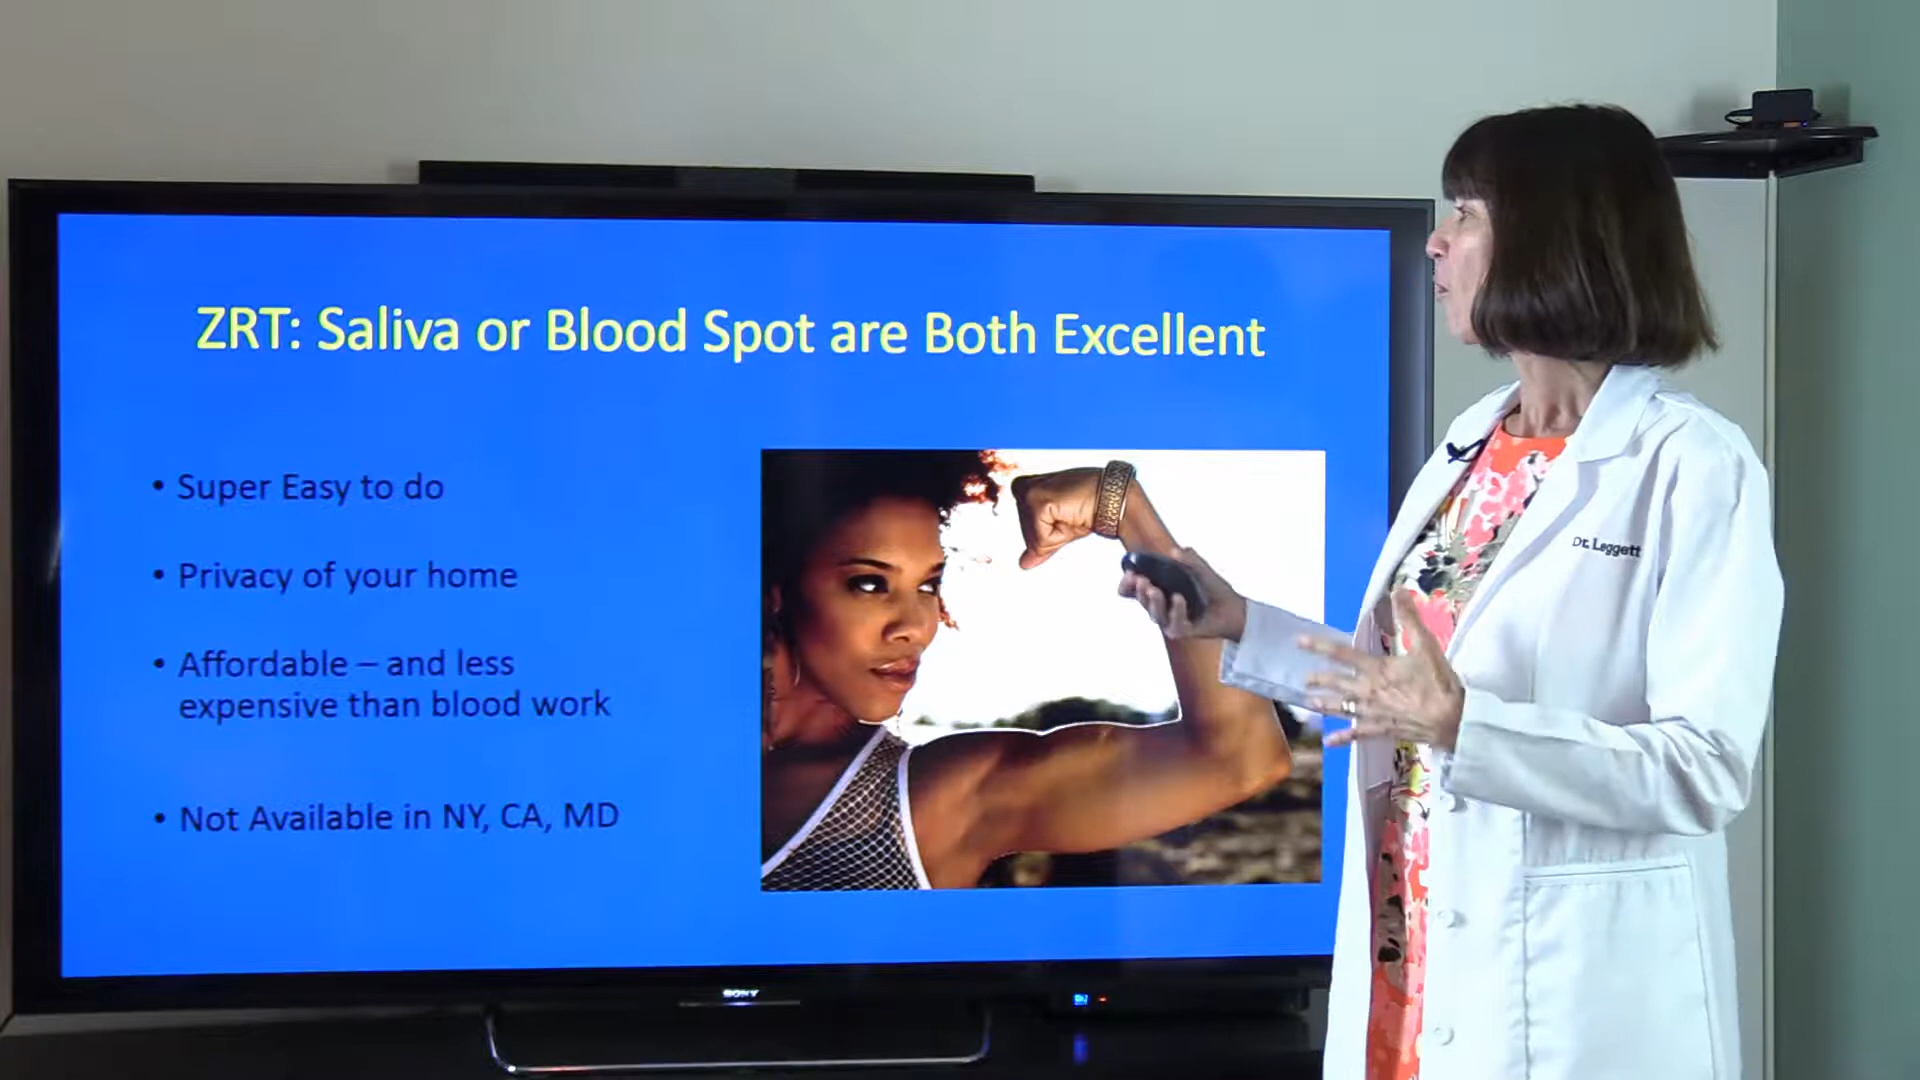 ZRT: Saliva or Blood Spot are Both Excellent
• Super Easy to do
• Privacy of your home
• Affordable – and less
expensive than blood work
• Not Available in NY, CA, MD
Dr. Leggett
SONY